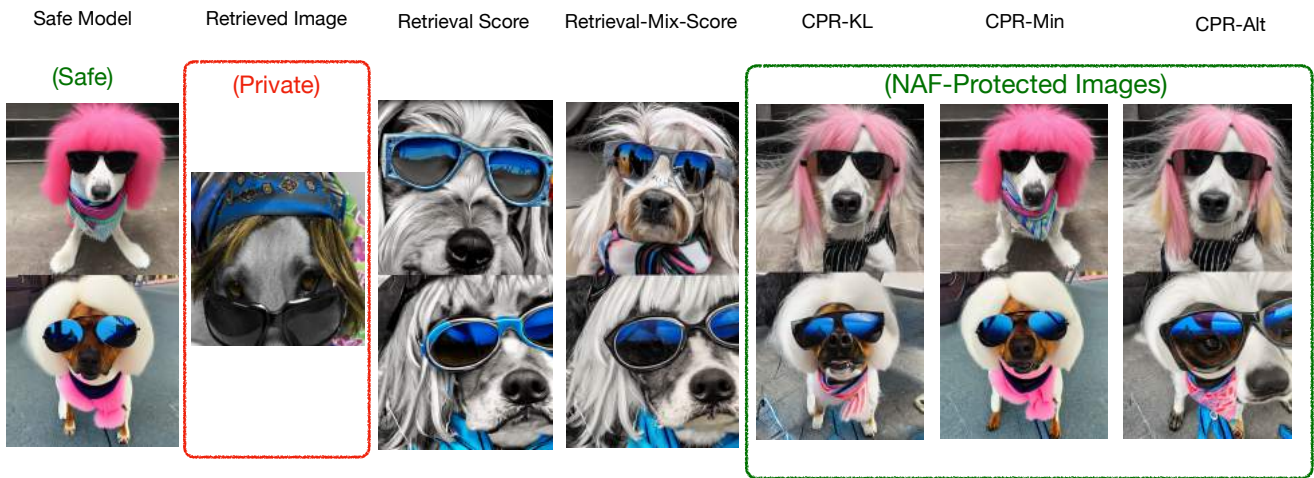 Safe Model
Retrieved Image
Retrieval Score
Retrieval-Mix-Score
CPR-KL
CPR-Min
CPR-Alt
(Safe)
(Private)
(NAF-Protected Images)